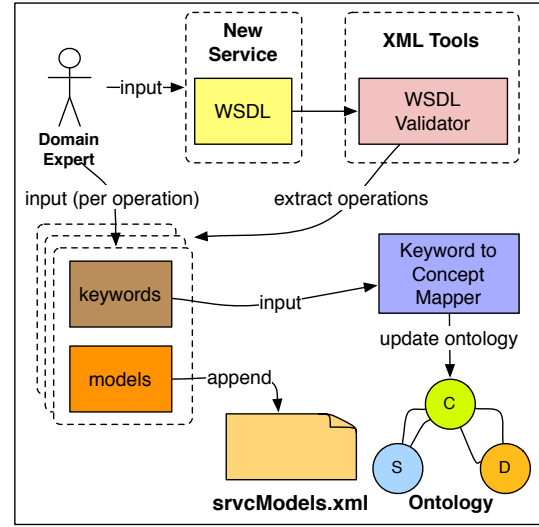 New
Service
XML Tools
input
WSDL
WSDL
Validator
Domain
Expert
input (per operation)
extract operations
keywords
input
Keyword to
Concept
Mapper
update ontology
models
append
C
S
D
srvcModels.xml
Ontology